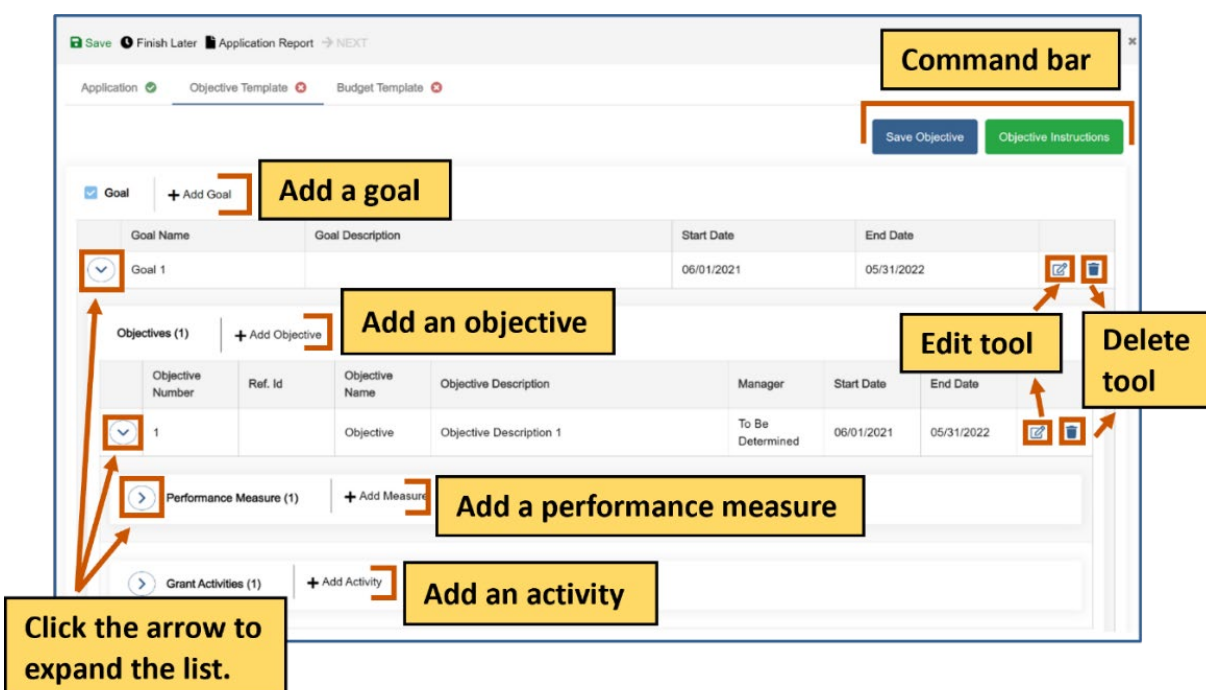 Save Finish Later Application Report NEXT
Command bar
Application Objective Template Budget Template
Save Objective Objective Instructions
Goal Add Goal
Add a goal
Goal Name Goal Description Start Date End Date
Goal 1 06/01/2021 05/31/2022
Objectives (1) Add Objective
Add an objective
Edit tool
Delete
tool
Objective
Number Ref. Id Objective
Name Objective Description Manager Start Date End Date
1 Objective Objective Description 1 To Be
Determined 06/01/2021 05/31/2022
Performance Measure (1) Add Measure
Add a performance measure
Grant Activities (1) Add Activity
Add an activity
Click the arrow to
expand the list.